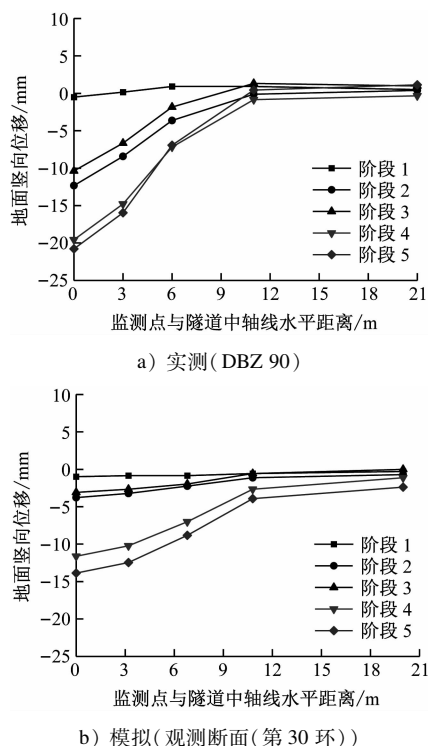 10
5
0
−5
−10
−15
−20
−25
地面竖向位移/mm
阶段 1
阶段 2
阶段 3
阶段 4
阶段 5
0 3 6 9 12 15 18 21
监测点与隧道中轴线水平距离/m
a) 实测(DBZ 90)
10
5
0
−5
−10
−15
−20
−25
地面竖向位移/mm
阶段 1
阶段 2
阶段 3
阶段 4
阶段 5
0 3 6 9 12 15 18 21
监测点与隧道中轴线水平距离/m
b) 模拟(观测断面(第 30 环))